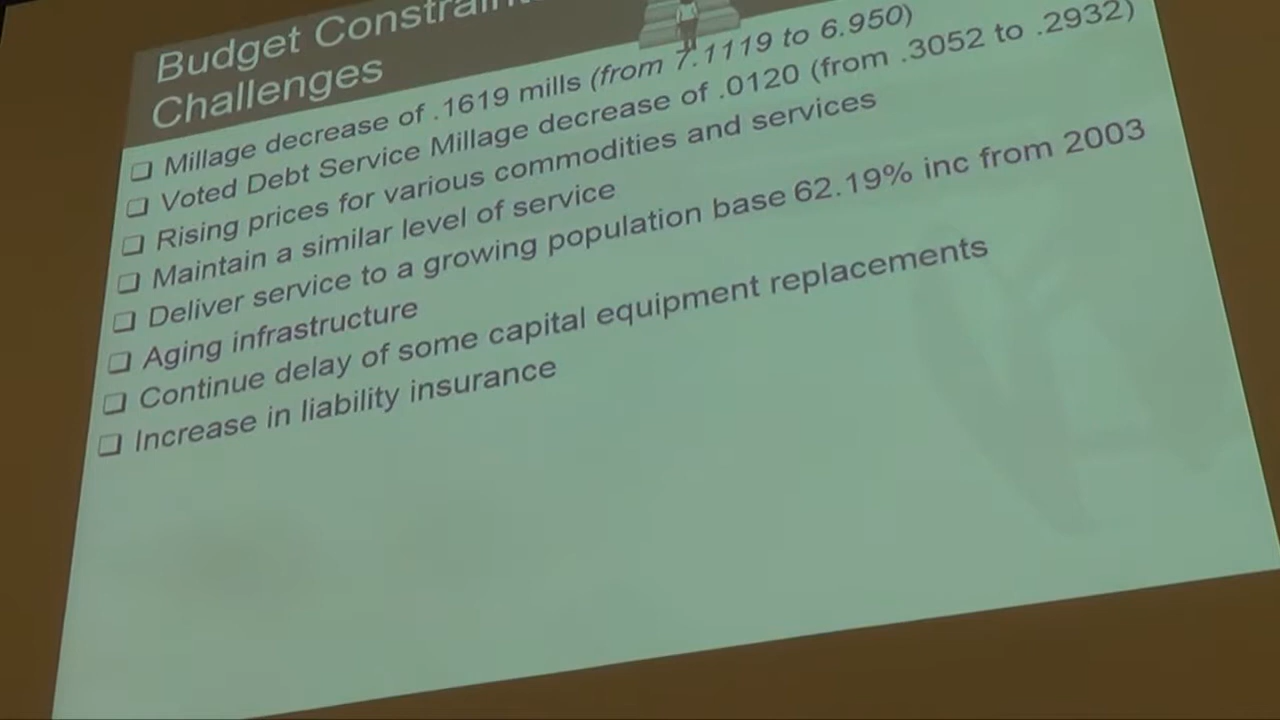 Budget Constraints
Challenges
❑ Millage decrease of .1619 mills (from 7.1119 to 6.950)
❑ Voted Debt Service Millage decrease of .0120 (from .3052 to .2932)
❑ Rising prices for various commodities and services
❑ Maintain a similar level of service
❑ Deliver service to a growing population base 62.19% inc from 2003
❑ Aging infrastructure
❑ Continue delay of some capital equipment replacements
❑ Increase in liability insurance